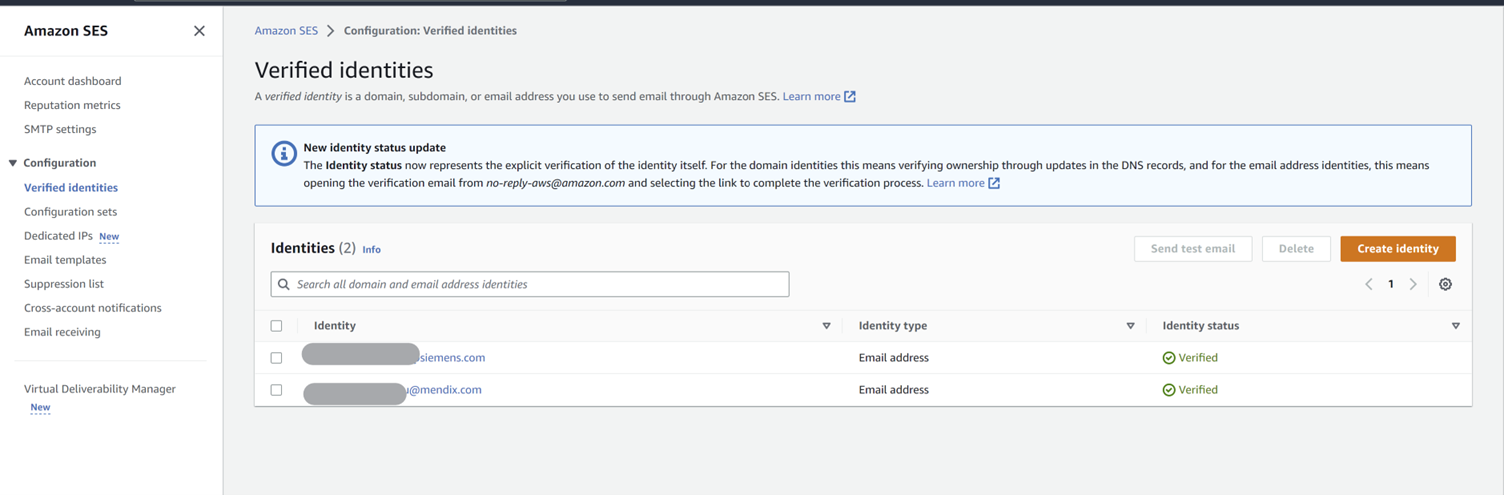 Amazon SES
Account dashboard
Reputation metrics
SMTP settings
Configuration
Verified identities
Configuration sets
Dedicated IPs New
Email templates
Suppression list
Cross-account notifications
Email receiving
Virtual Deliverability Manager
New
Amazon SES > Configuration: Verified identities
Verified identities
A verified identity is a domain, subdomain, or email address you use to send email through Amazon SES. Learn more
New identity status update
The Identity status now represents the explicit verification of the identity itself. For the domain identities this means verifying ownership through updates in the DNS records, and for the email address identities, this means
opening the verification email from no-reply-aws@amazon.com and selecting the link to complete the verification process. Learn more
Identities (2) Info
Send test email Delete Create identity
Search all domain and email address identities
1
Identity Identity type Identity status
siemens.com Email address Verified
@mendix.com Email address Verified